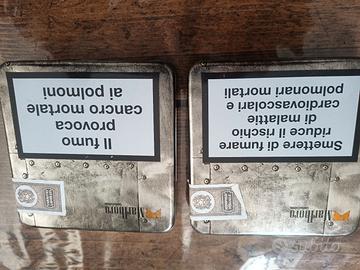 Il fumo
provoca
cancro mortale
ai polmoni
Marlboro
Smettere di fumare
riduce il rischio
di malattie
cardiovascolari e
polmonari mortali
Marlboro
subito